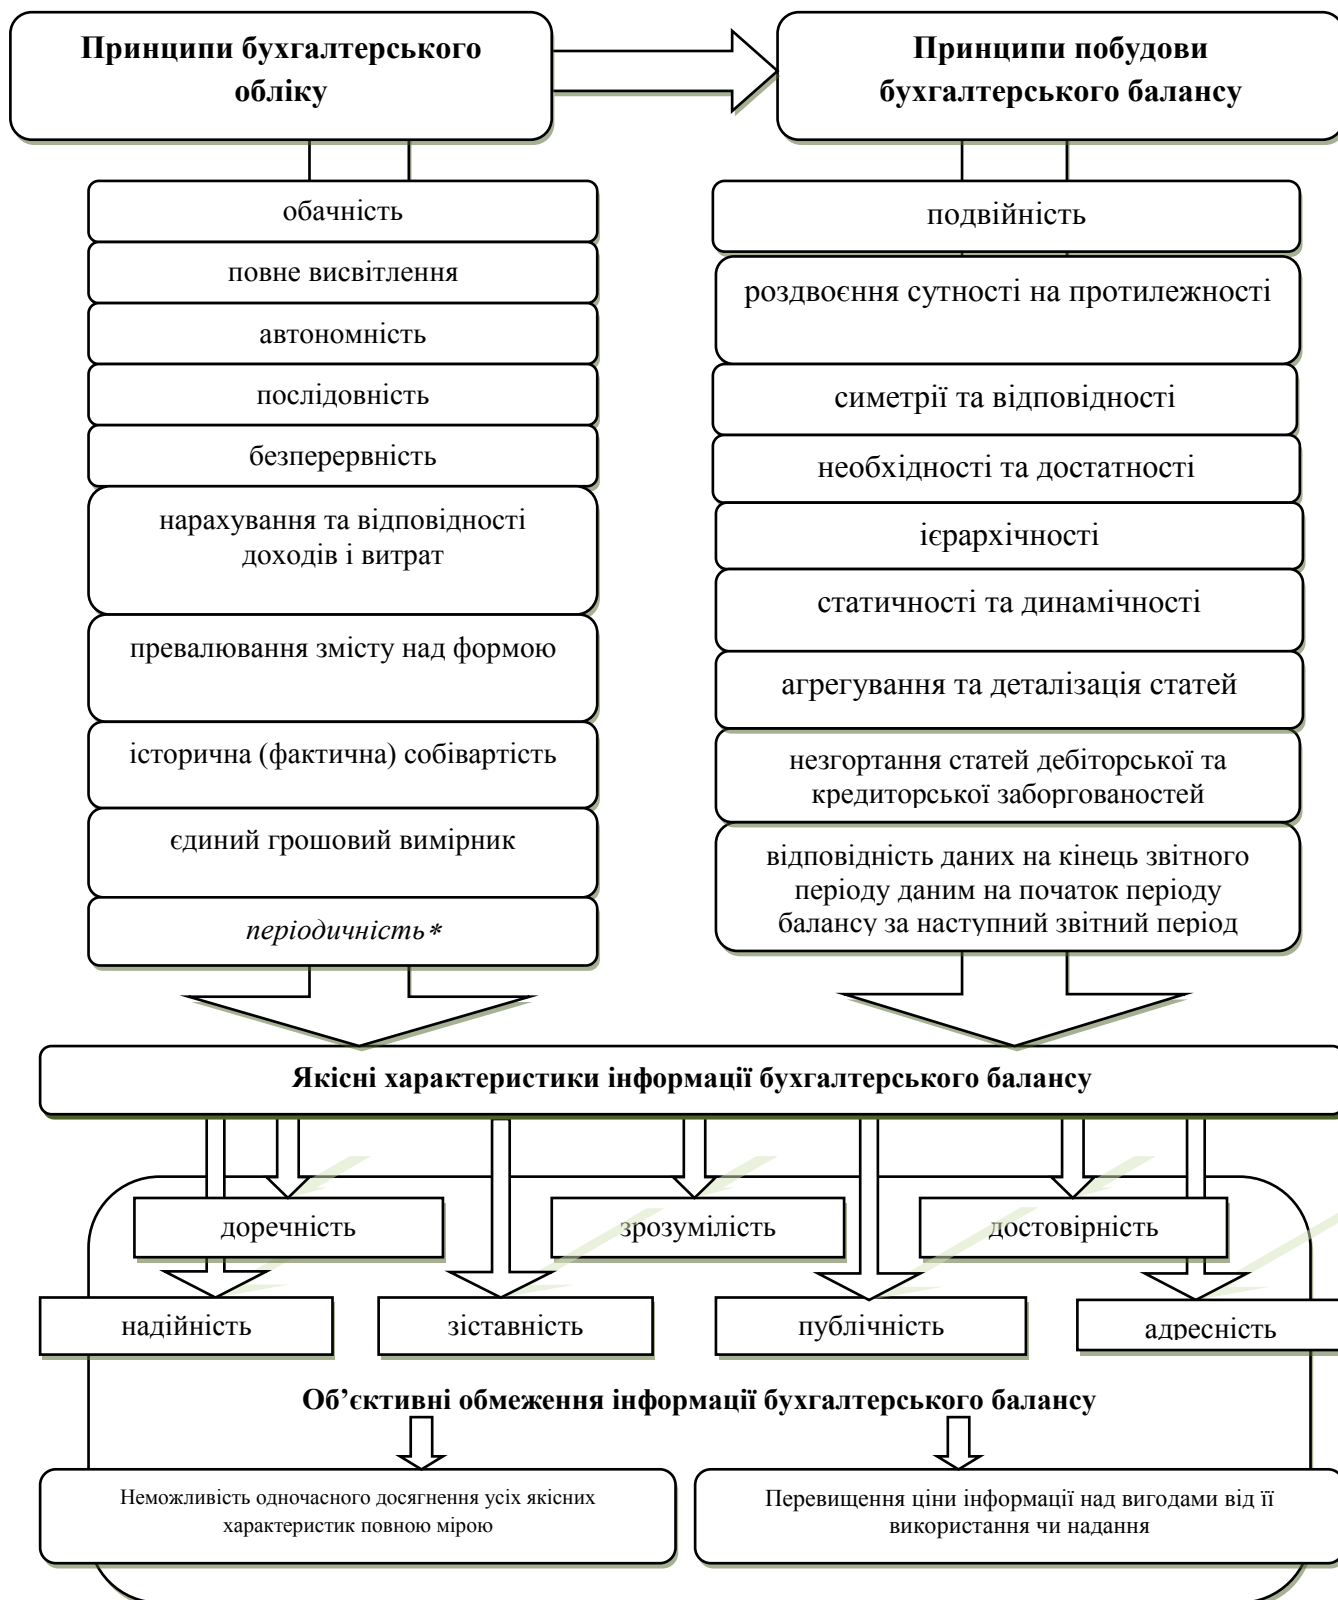 Принципи бухгалтерського
обліку
Принципи побудови
бухгалтерського балансу
обачність
повне висвітлення
автономність
послідовність
безперервність
нарахування та відповідності
доходів і витрат
превалювання змісту над формою
історична (фактична) собівартість
єдиний грошовий вимірник
періодичність*
подвійність
роздвоєння сутності на протилежності
симетрії та відповідності
необхідності та достатності
ієрархічності
статичності та динамічності
агрегування та деталізація статей
незгортання статей дебіторської та
кредиторської заборгованостей
відповідність даних на кінець звітного
періоду даним на початок періоду
балансу за наступний звітний період
Якісні характеристики інформації бухгалтерського балансу
доречність
зрозумілість
достовірність
надійність
зіставність
публічність
адресність
Об’єктивні обмеження інформації бухгалтерського балансу
Неможливість одночасного досягнення усіх якісних
характеристик повною мірою
Перевищення ціни інформації над вигодами від її
використання чи надання